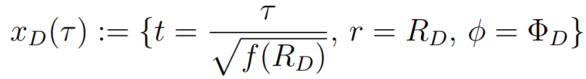 x_D(τ) := {t = τ / √f(R_D), r = R_D, ϕ = Φ_D}